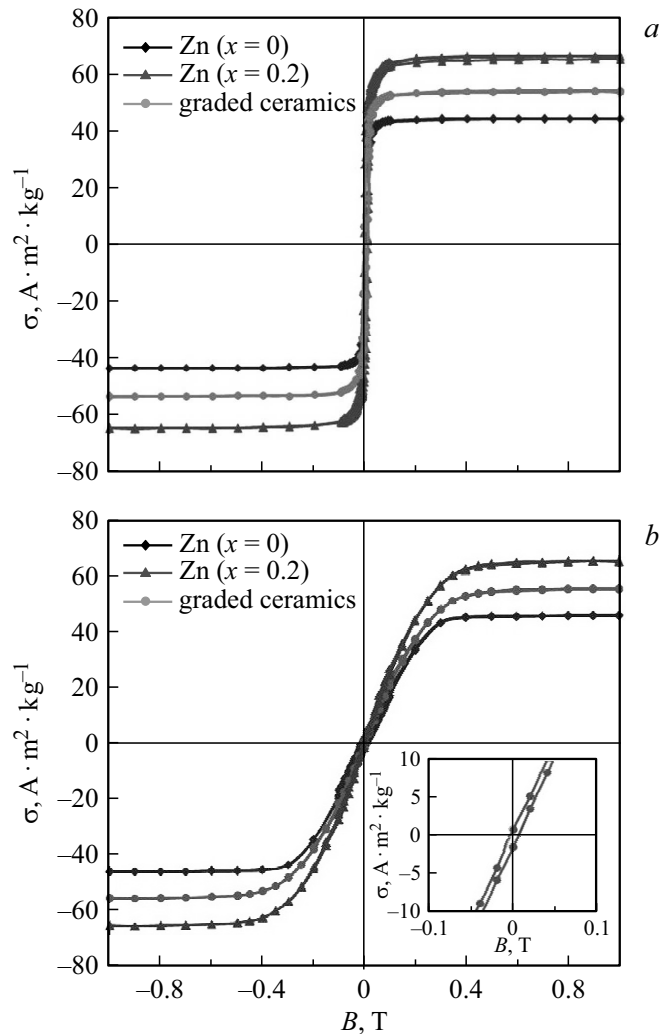 80
a
Zn (x = 0)
60
Zn (x = 0.2)
graded ceramics
40
20
σ, A · m² · kg⁻¹
0
–20
–40
–60
–80
80
b
Zn (x = 0)
60
Zn (x = 0.2)
graded ceramics
40
20
σ, A · m² · kg⁻¹
0
–20
–40
–60
–80
10
5
σ, A · m² · kg⁻¹
0
–5
–10
–0.1 0 0.1
B, T
–0.8 –0.4 0 0.4 0.8
B, T